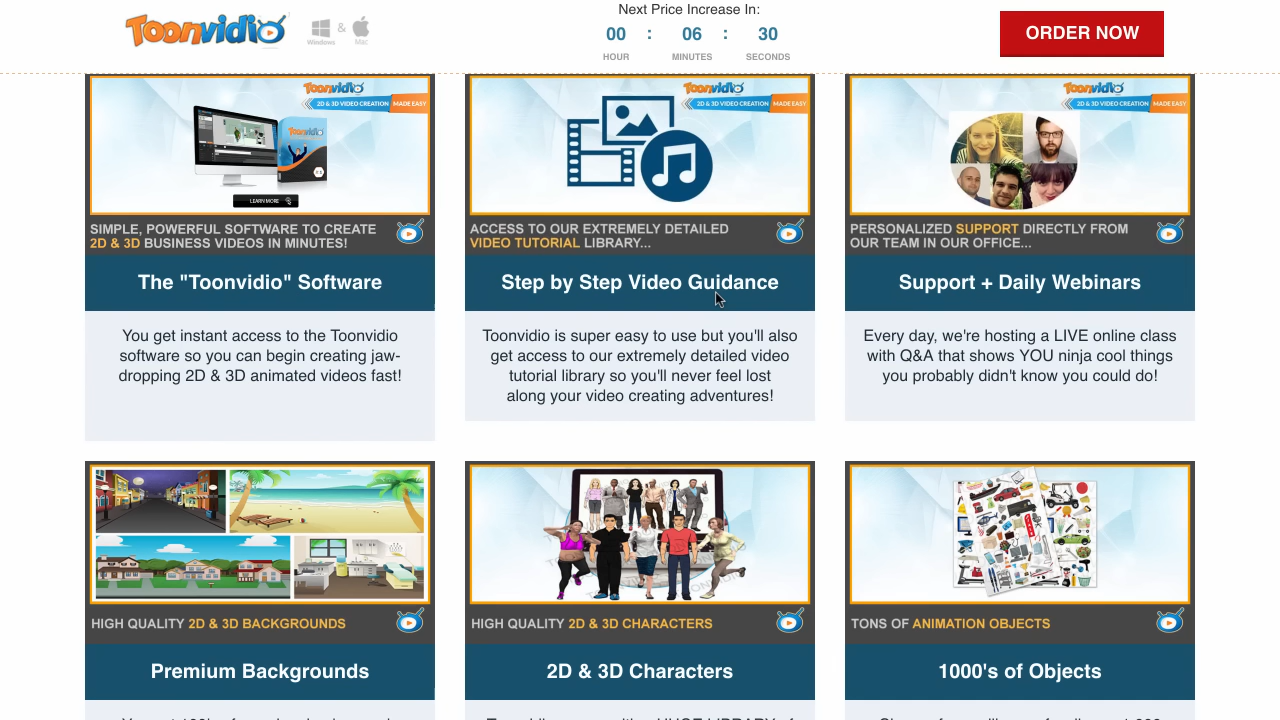 Toonvidio
Windows
&
Mac
Next Price Increase In:
00 : 06 : 30
HOUR MINUTES SECONDS
ORDER NOW
Toonvidio
2D & 3D VIDEO CREATION MADE EASY
Toonvidio
LEARN MORE
SIMPLE, POWERFUL SOFTWARE TO CREATE
2D & 3D BUSINESS VIDEOS IN MINUTES!
The "Toonvidio" Software
You get instant access to the Toonvidio
software so you can begin creating jaw-
dropping 2D & 3D animated videos fast!
Toonvidio
2D & 3D VIDEO CREATION MADE EASY
ACCESS TO OUR EXTREMELY DETAILED
VIDEO TUTORIAL LIBRARY...
Step by Step Video Guidance
Toonvidio is super easy to use but you'll also
get access to our extremely detailed video
tutorial library so you'll never feel lost
along your video creating adventures!
Toonvidio
2D & 3D VIDEO CREATION MADE EASY
PERSONALIZED SUPPORT DIRECTLY FROM
OUR TEAM IN OUR OFFICE...
Support + Daily Webinars
Every day, we're hosting a LIVE online class
with Q&A that shows YOU ninja cool things
you probably didn't know you could do!
HIGH QUALITY 2D & 3D BACKGROUNDS
Premium Backgrounds
HIGH QUALITY 2D & 3D CHARACTERS
2D & 3D Characters
TONS OF ANIMATION OBJECTS
1000's of Objects